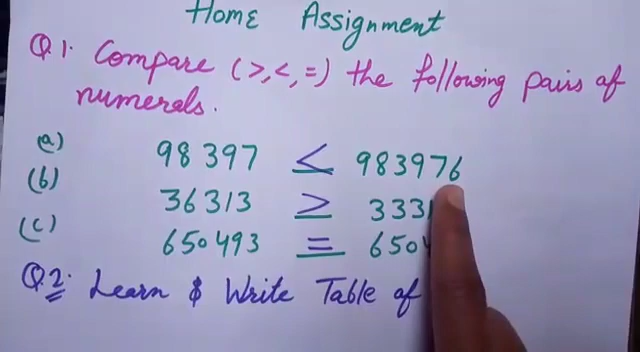 Home Assignment
Q1. Compare (>,<,=) the following pairs of
numerals.
(a) 98397 < 983976
(b) 36313 > 333
(c) 650493 = 650
Q.2. Learn & Write Table of